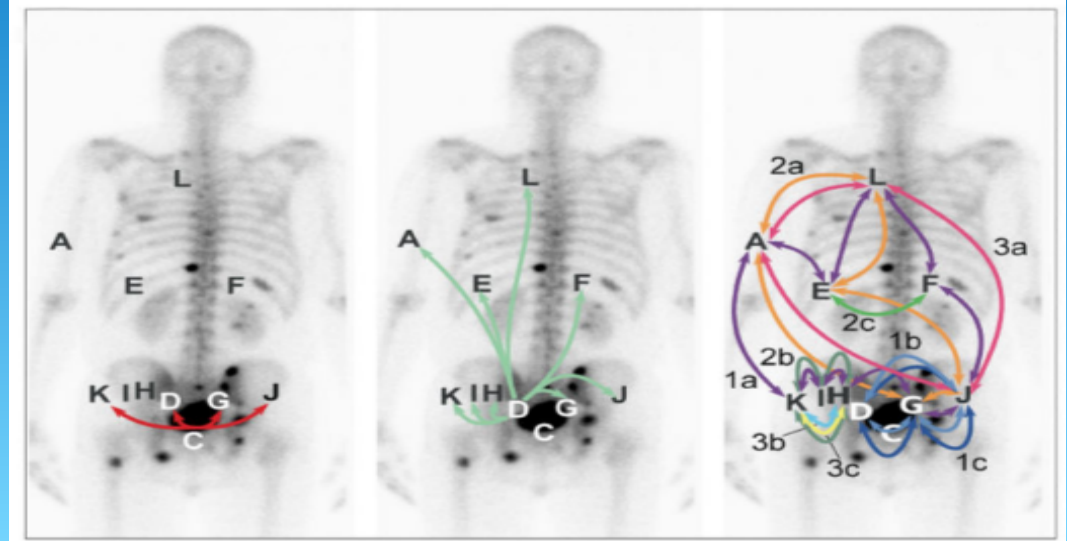 L
A
E F
K I H D G J
C
L
A
E F
K I H D G J
C
2a
L
A
3a
E F
2c
1b
2b
1a
K I H D G J
C
3b
3c
1c